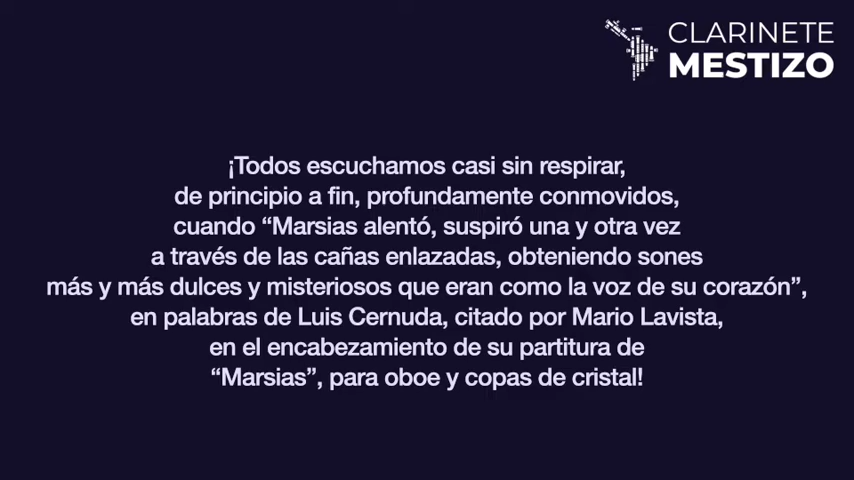 CLARINETE
MESTIZO
¡Todos escuchamos casi sin respirar,
de principio a fin, profundamente conmovidos,
cuando “Marsias alentó, suspiró una y otra vez
a través de las cañas enlazadas, obteniendo sones
más y más dulces y misteriosos que eran como la voz de su corazón”,
en palabras de Luis Cernuda, citado por Mario Lavista,
en el encabezamiento de su partitura de
“Marsias”, para oboe y copas de cristal!